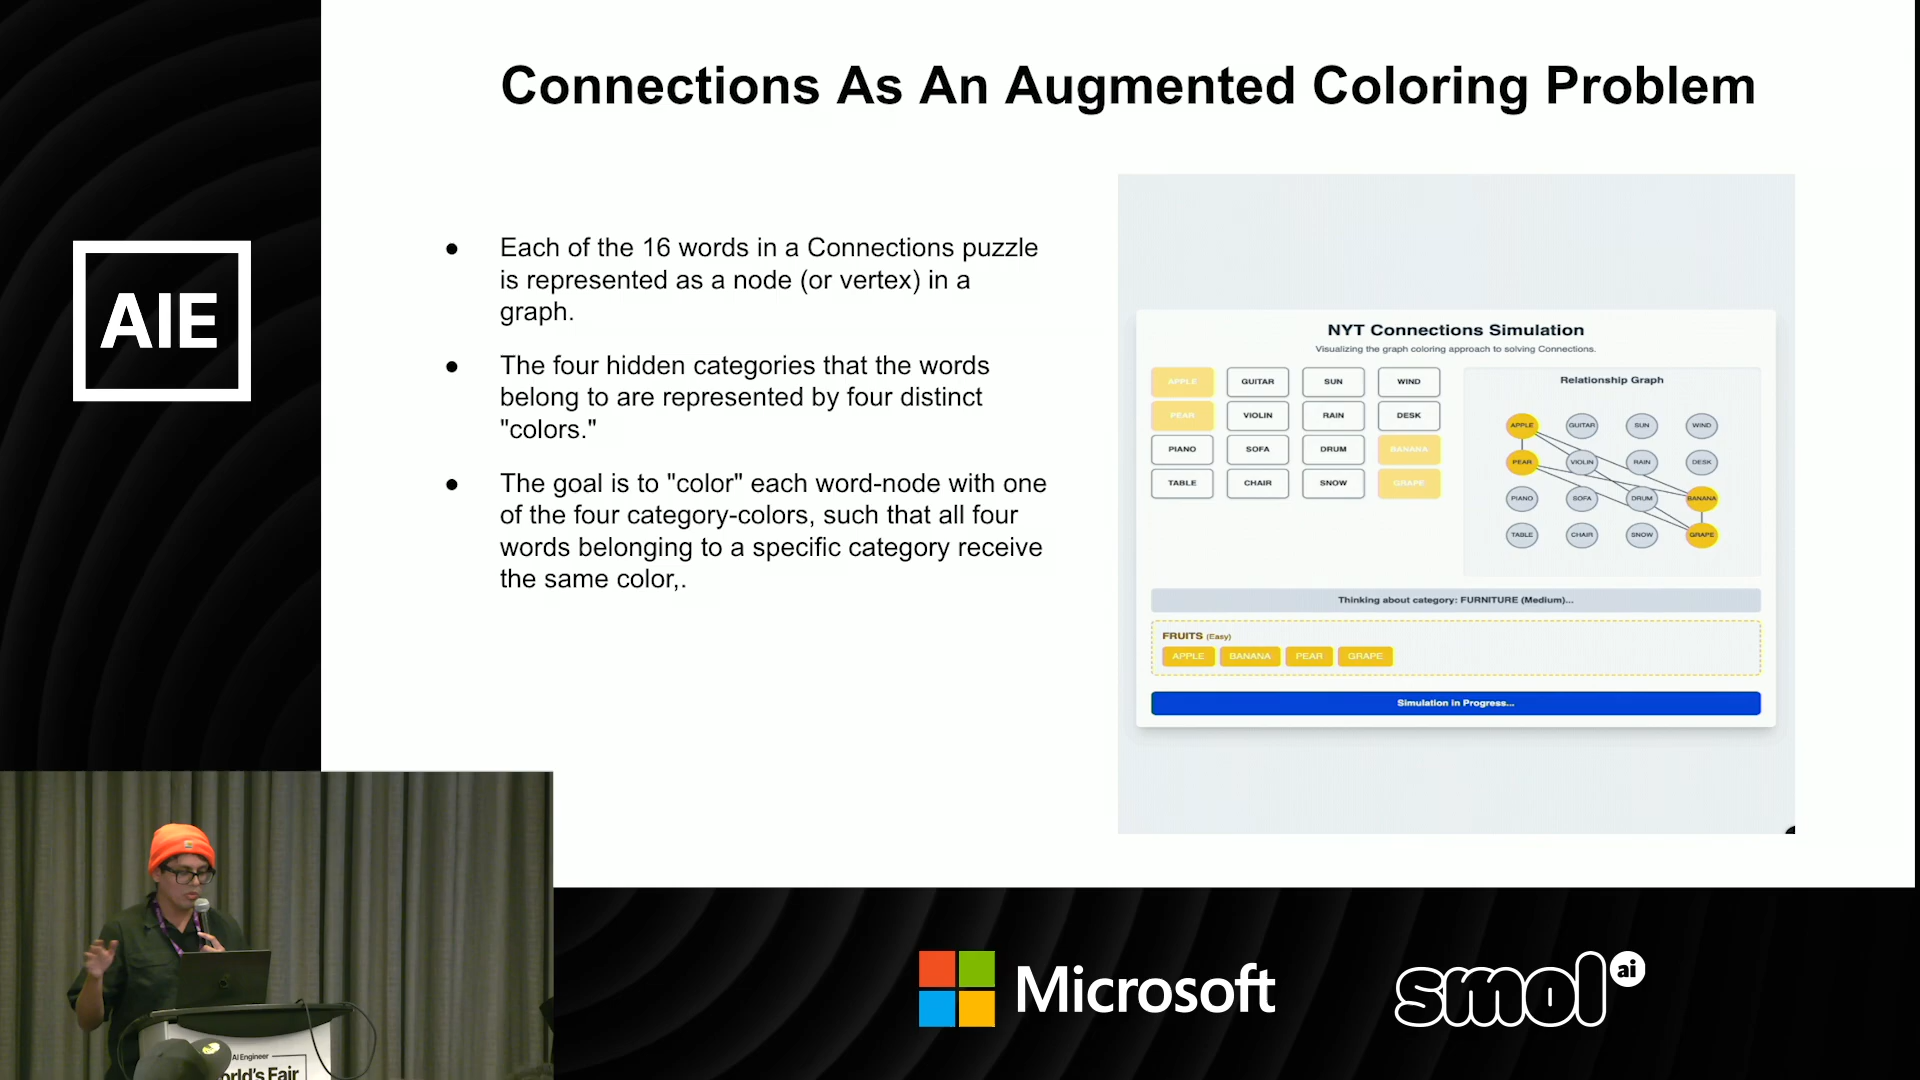 Connections As An Augmented Coloring Problem
AIE
● Each of the 16 words in a Connections puzzle
is represented as a node (or vertex) in a
graph.
● The four hidden categories that the words
belong to are represented by four distinct
"colors."
● The goal is to "color" each word-node with one
of the four category-colors, such that all four
words belonging to a specific category receive
the same color,.
NYT Connections Simulation
Visualizing the graph coloring approach to solving Connections.
APPLE GUITAR SUN WIND
PEAR VIOLIN RAIN DESK
PIANO SOFA DRUM BANANA
TABLE CHAIR SNOW GRAPE
Relationship Graph
APPLE GUITAR SUN WIND
PEAR VIOLIN RAIN DESK
PIANO SOFA DRUM BANANA
TABLE CHAIR SNOW GRAPE
Thinking about category: FURNITURE (Medium)...
FRUITS (Easy)
APPLE BANANA PEAR GRAPE
Simulation in Progress...
AI Engineer
orld's Fair
Microsoft
smol ai